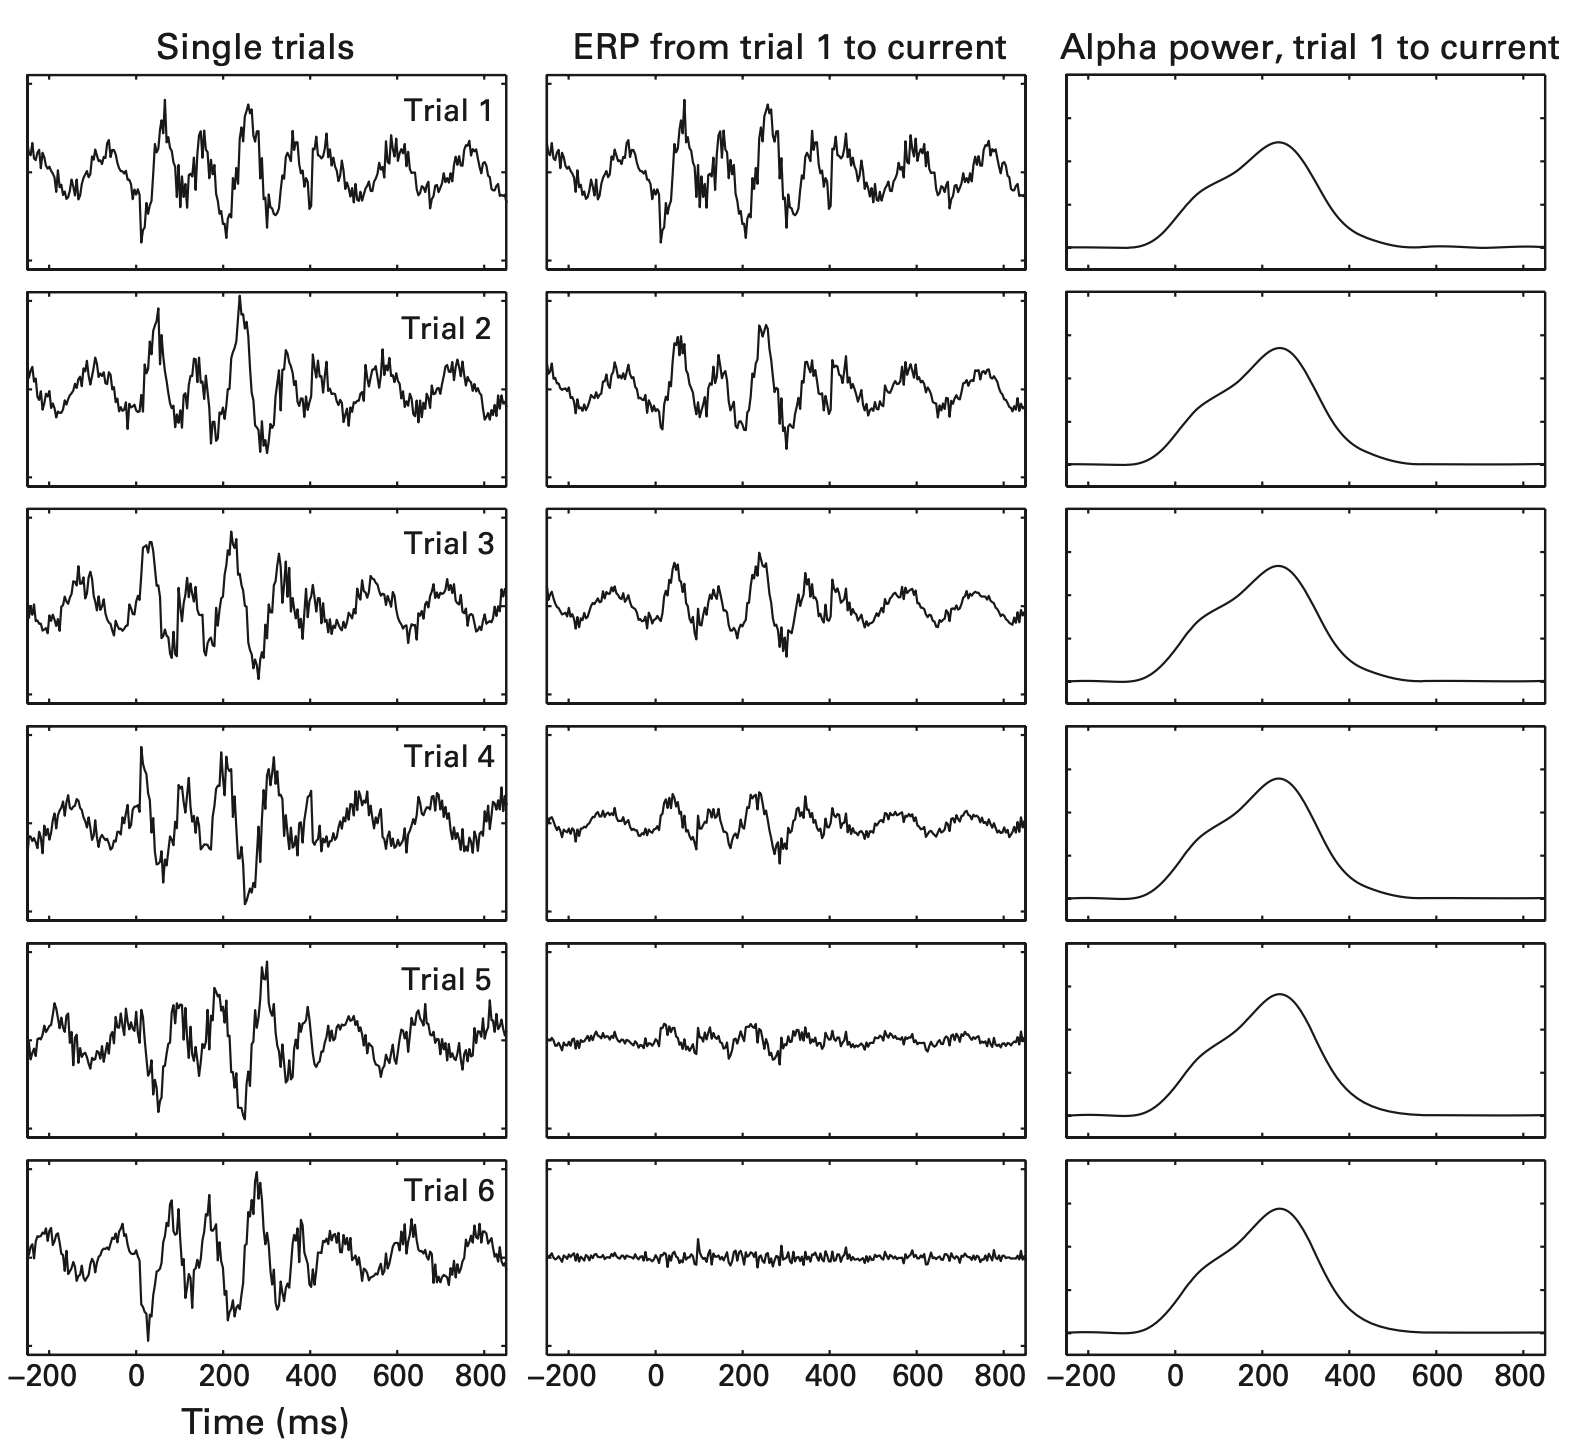 Single trials
ERP from trial 1 to current
Alpha power, trial 1 to current
Trial 1
Trial 2
Trial 3
Trial 4
Trial 5
Trial 6
−200 0 200 400 600 800
−200 0 200 400 600 800
−200 0 200 400 600 800
Time (ms)